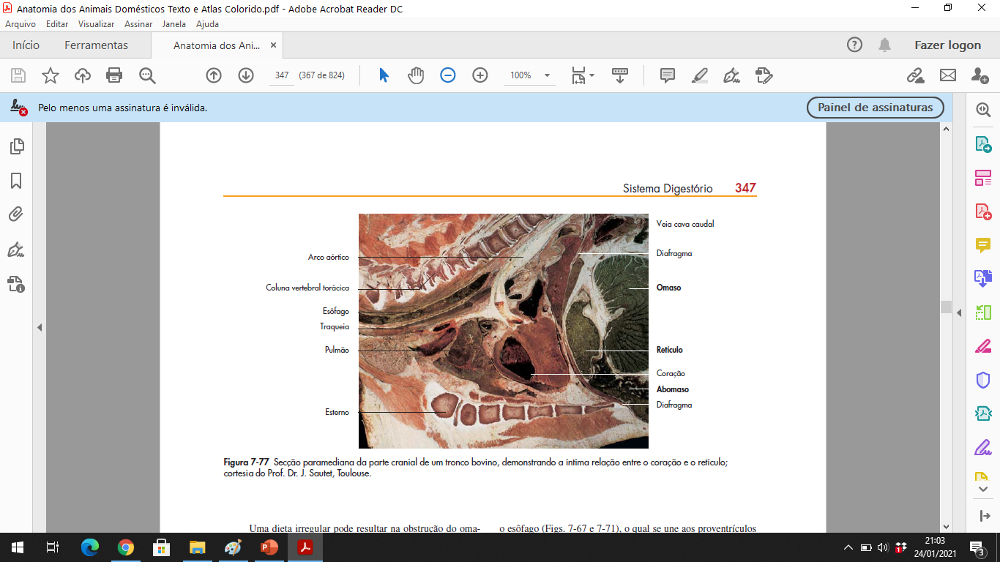 Anatomia dos Animais Domésticos Texto e Atlas Colorido.pdf - Adobe Acrobat Reader DC
Arquivo Editar Visualizar Assinar Janela Ajuda
Início Ferramentas Anatomia dos Ani... × ? Fazer logon
347 (367 de 824) 100%
Pelo menos uma assinatura é inválida. Painel de assinaturas
Sistema Digestório 347
Veia cava caudal
Arco aórtico Diafragma
Coluna vertebral torácica Omaso
Esôfago
Traqueia
Pulmão Retículo
Coração
Abomaso
Diafragma
Esterno
Figura 7-77 Secção paramediana da parte cranial de um tronco bovino, demonstrando a íntima relação entre o coração e o retículo;
cortesia do Prof. Dr. J. Sautet, Toulouse.
Uma dieta irregular pode resultar na obstrução do oma- o esôfago (Figs. 7-67 e 7-71), o qual se une aos proventrículos
21:03
24/01/2021
1
3